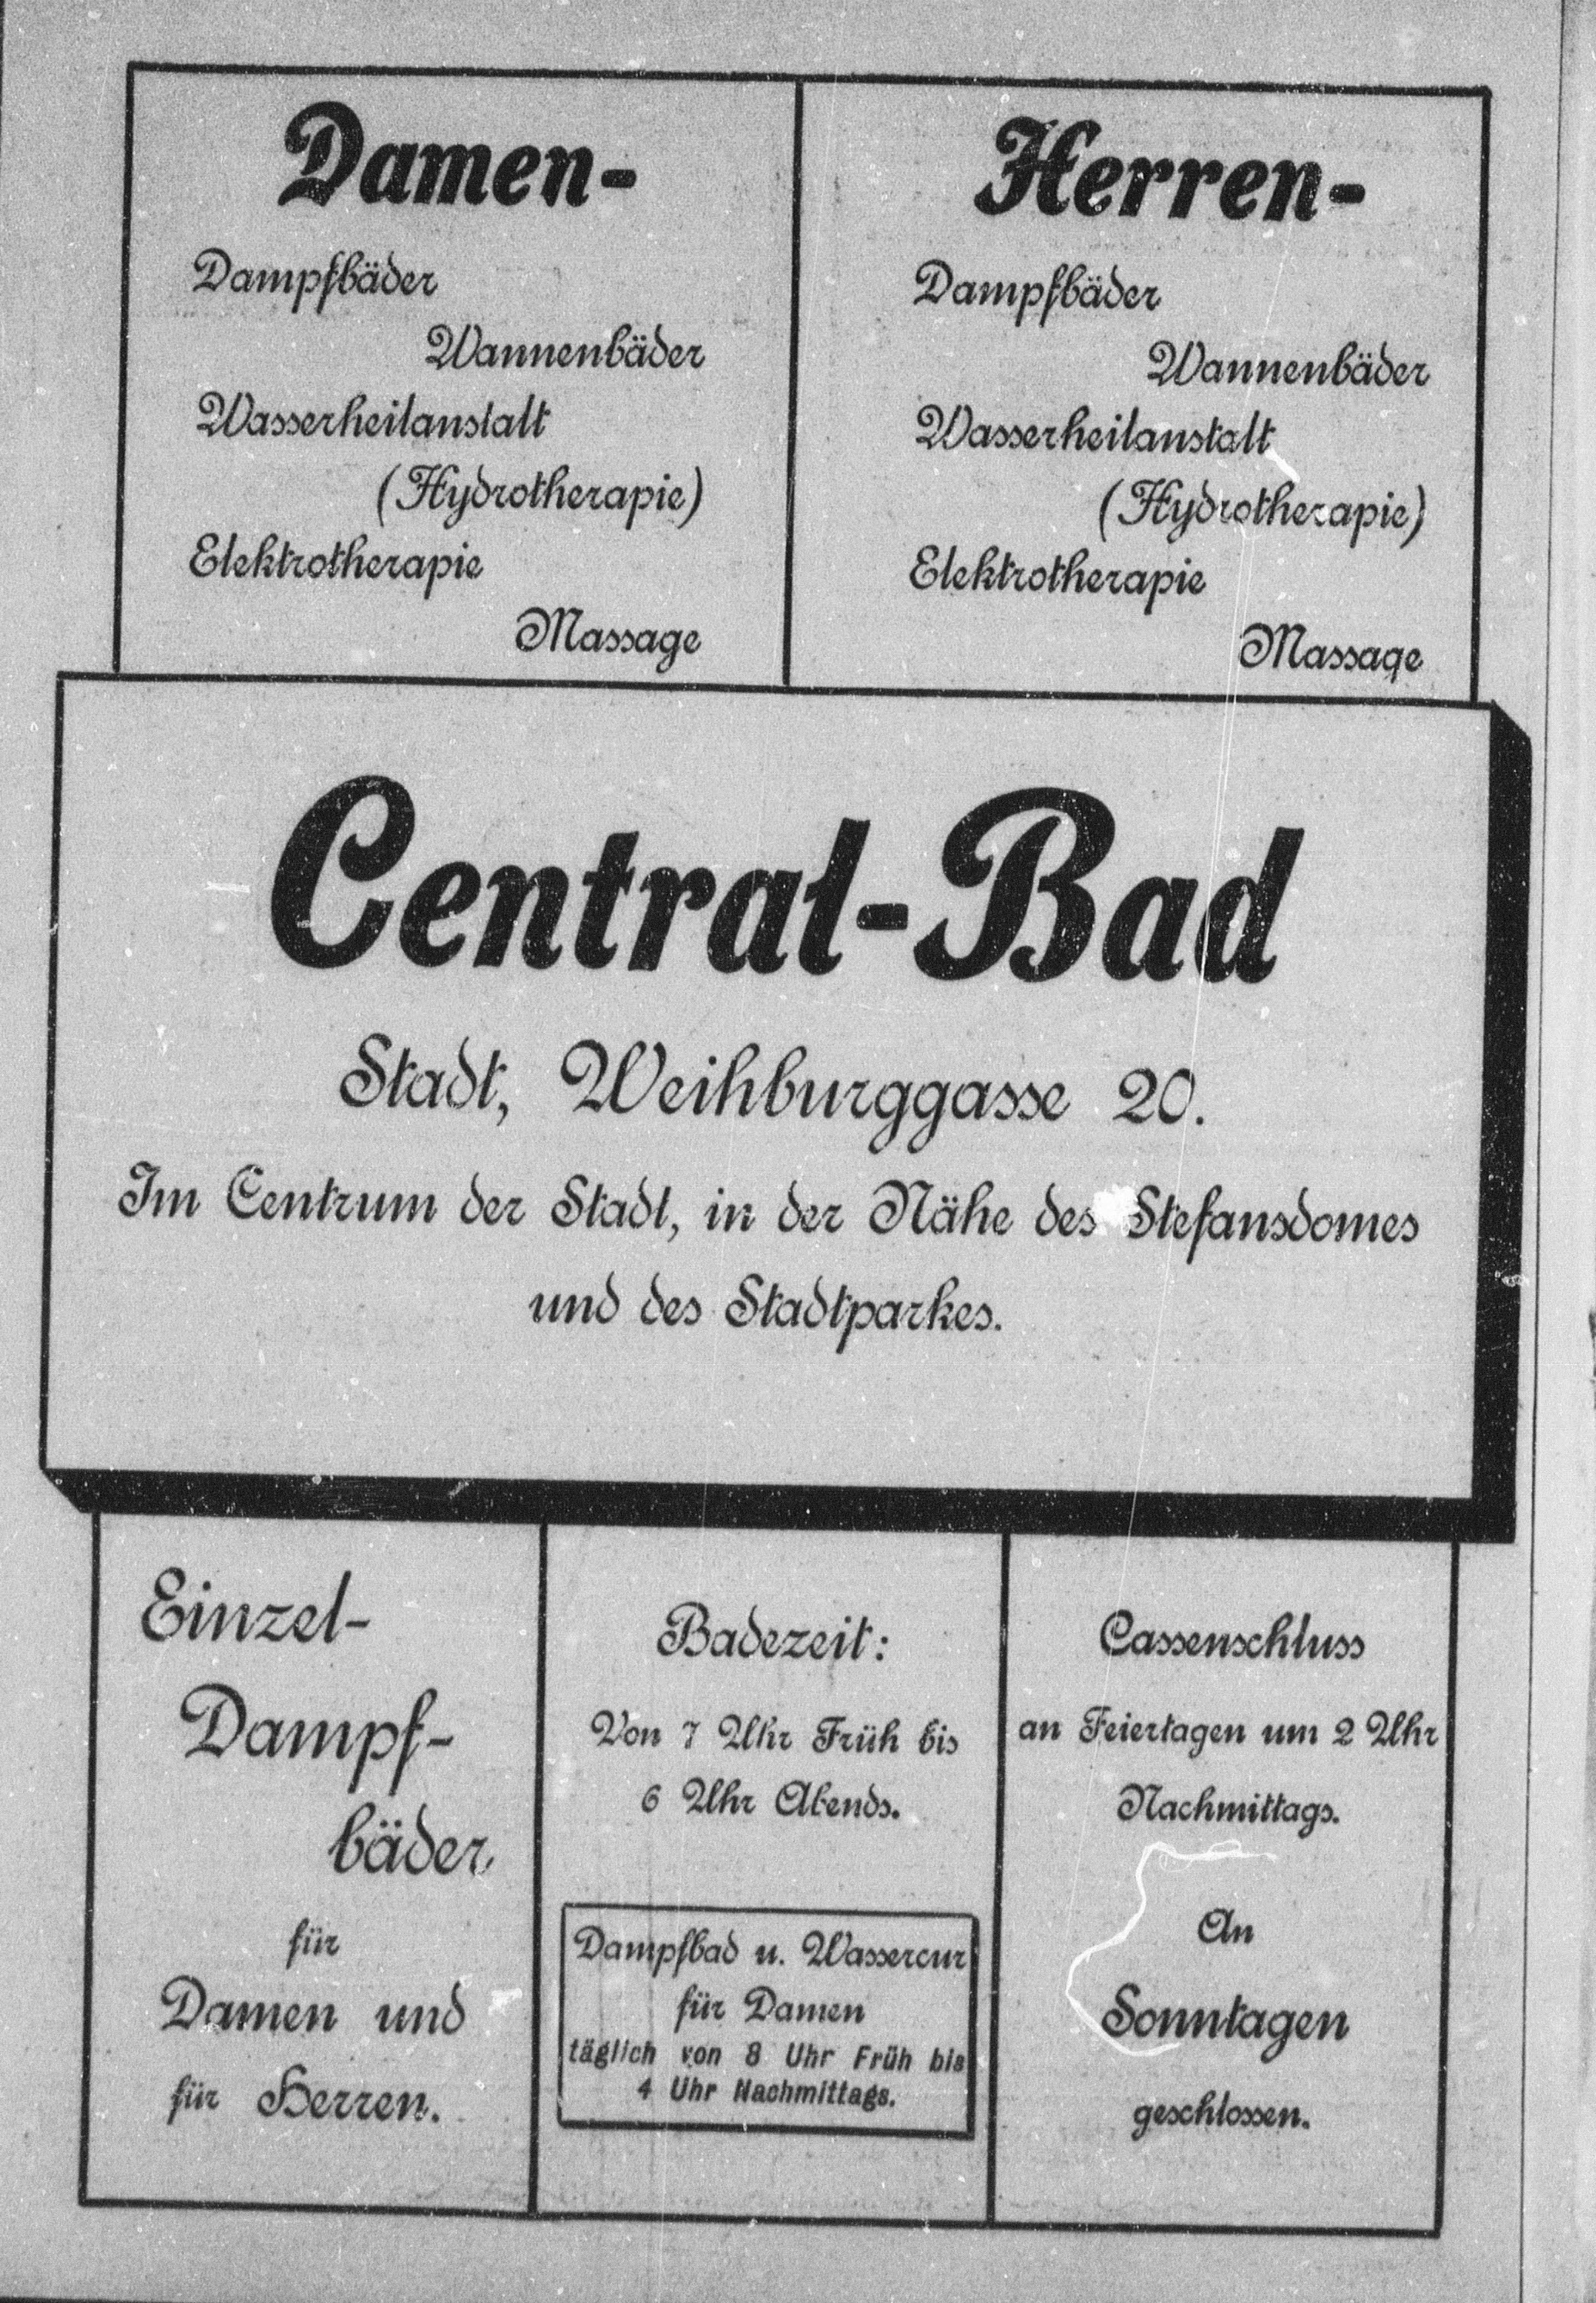 Damen-
Dampfbäder
Wannenbäder
Wasserheilanstalt
(Hydrotherapie)
Elektrotherapie
Massage
Herren-
Dampfbäder
Wannenbäder
Wasserheilanstalt
(Hydrotherapie)
Elektrotherapie
Massage
Central-Bad
Stadt, Weihburggasse 20.
Im Centrum der Stadt, in der Nähe des Stefansdomes
und des Stadtparkes.
Einzel-
Dampf-
bäder
für
Damen und
für Herren.
Badezeit:
Von 7 Uhr Früh bis
6 Uhr Abends.
Dampfbad u. Wassercur
für Damen
täglich von 8 Uhr Früh bis
4 Uhr Nachmittags.
Cassenschluss
an Feiertagen um 2 Uhr
Nachmittags.
An
Sonntagen
geschlossen.